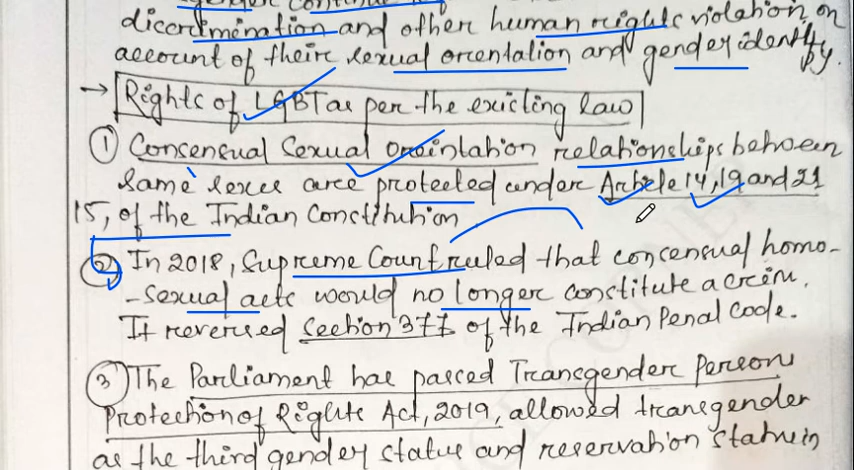 discrimination and other human rights violation on
account of their sexual orientation and gender identity.
→ Rights of LGBT as per the existing law
① Consensual Sexual oreintation relationships between
same sexes are protected under Article 14, 19 and 21
15, of the Indian Constitution
② In 2018, Supreme Court ruled that consensual homo-
-sexual acts would no longer constitute a crim.
It reversed Section 377 of the Indian Penal Code.
③ The Parliament has passed Transgender Person
Protection of Rights Act, 2019, allowed transgender
as the third gender status and reservation status in